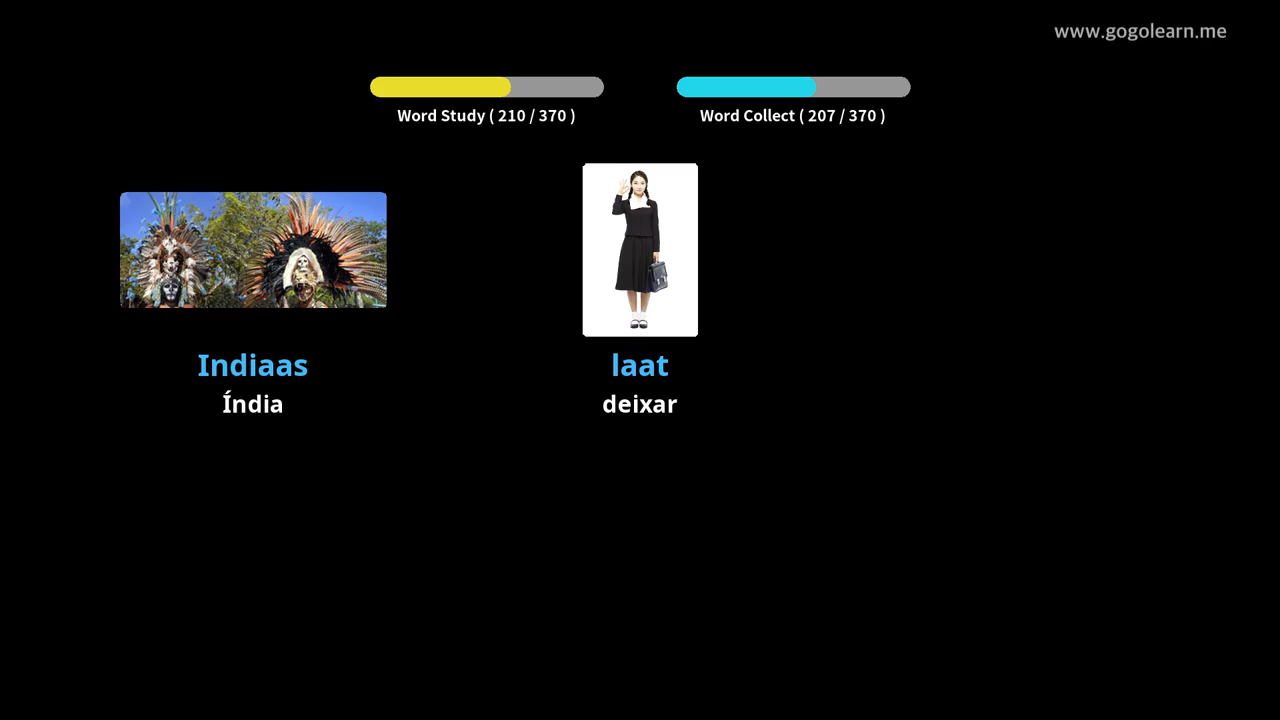 www.gogolearn.me
Word Study ( 210 / 370 )
Word Collect ( 207 / 370 )
Indiaas
Índia
laat
deixar